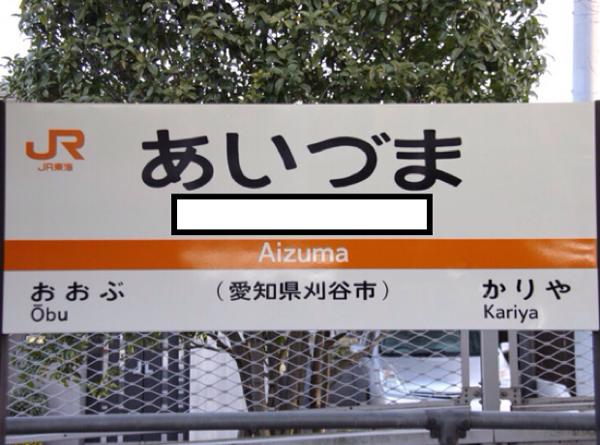 JR
JR東海
あいづま
Aizuma
おおぶ
Ōbu
（愛知県刈谷市）
かりや
Kariya